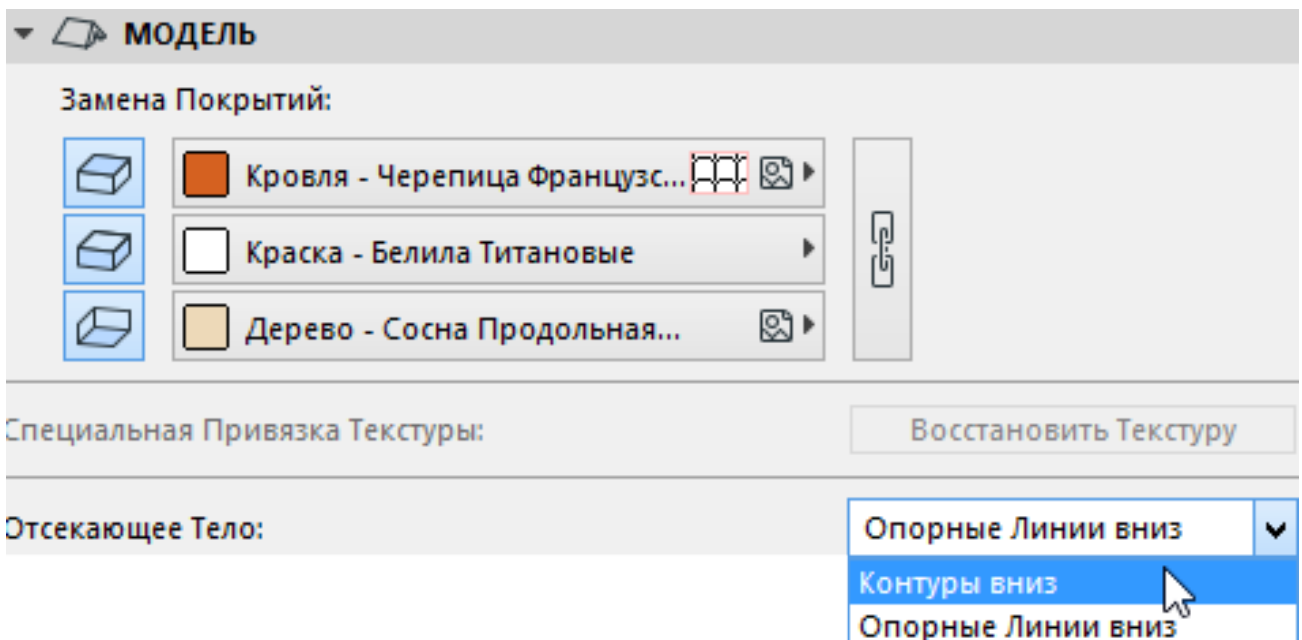 МОДЕЛЬ
Замена Покрытий:
Кровля - Черепица Французс...
Краска - Белила Титановые
Дерево - Сосна Продольная...
Специальная Привязка Текстуры: Восстановить Текстуру
Отсекающее Тело: Опорные Линии вниз
Контуры вниз
Опорные Линии вниз